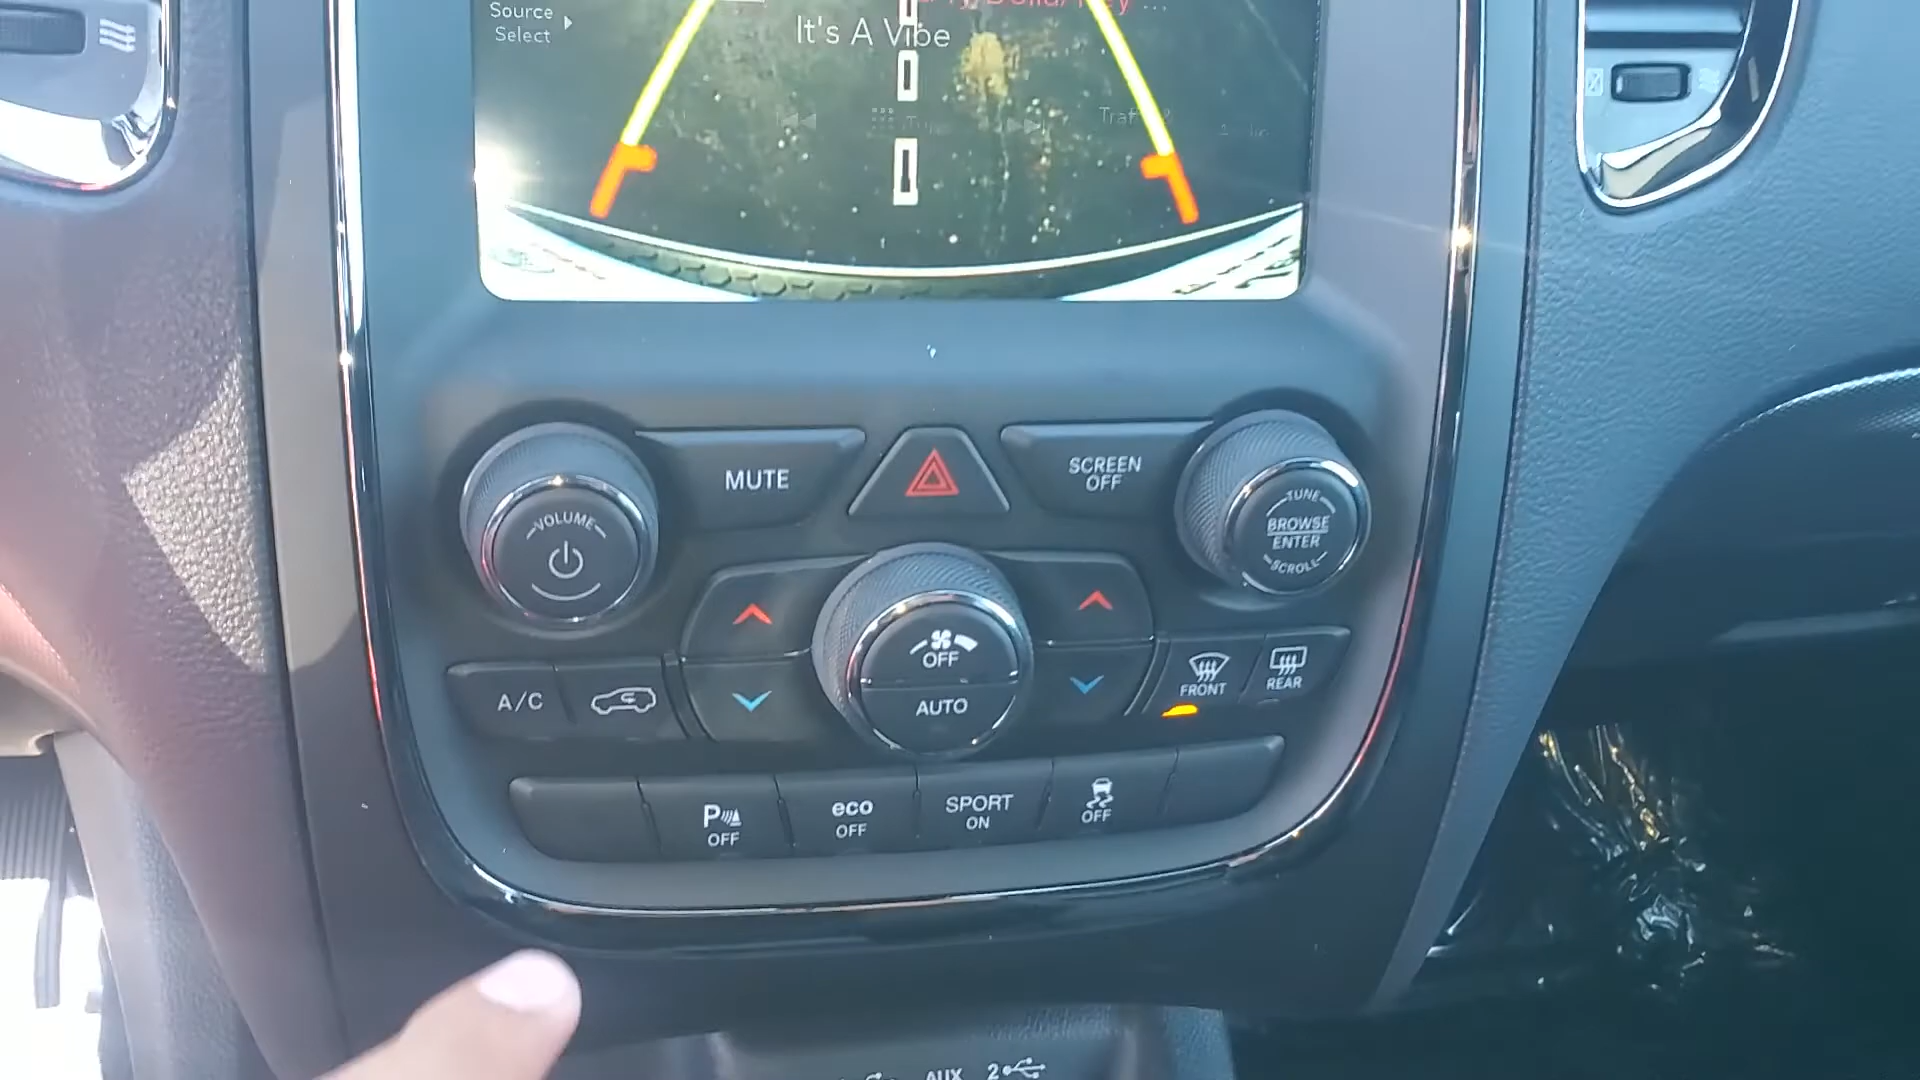 Source
Select
It's A Vibe
MUTE
SCREEN
OFF
VOLUME
TUNE
BROWSE
ENTER
SCROLL
OFF
AUTO
A/C
FRONT
REAR
P
OFF
eco
OFF
SPORT
ON
OFF
AUX
2